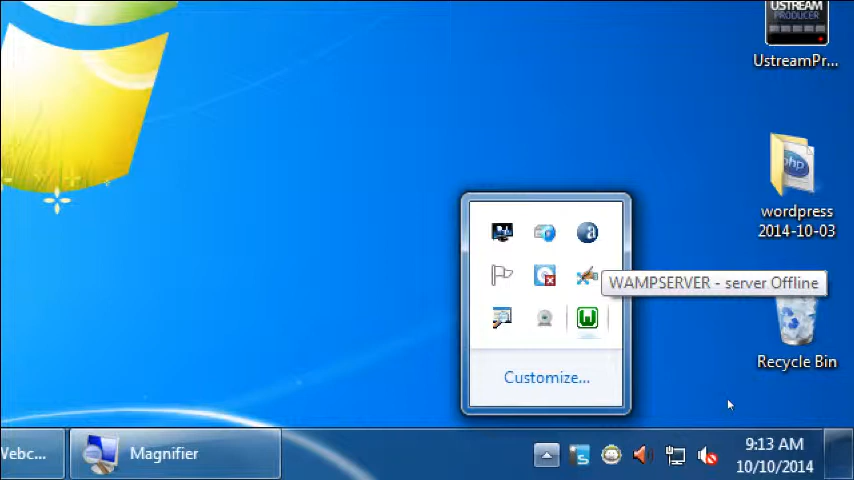 USTREAM
PRODUCER
UstreamPr...
php
wordpress
2014-10-03
WAMPSERVER - server Offline
Recycle Bin
Customize...
Webc...
Magnifier
9:13 AM
10/10/2014